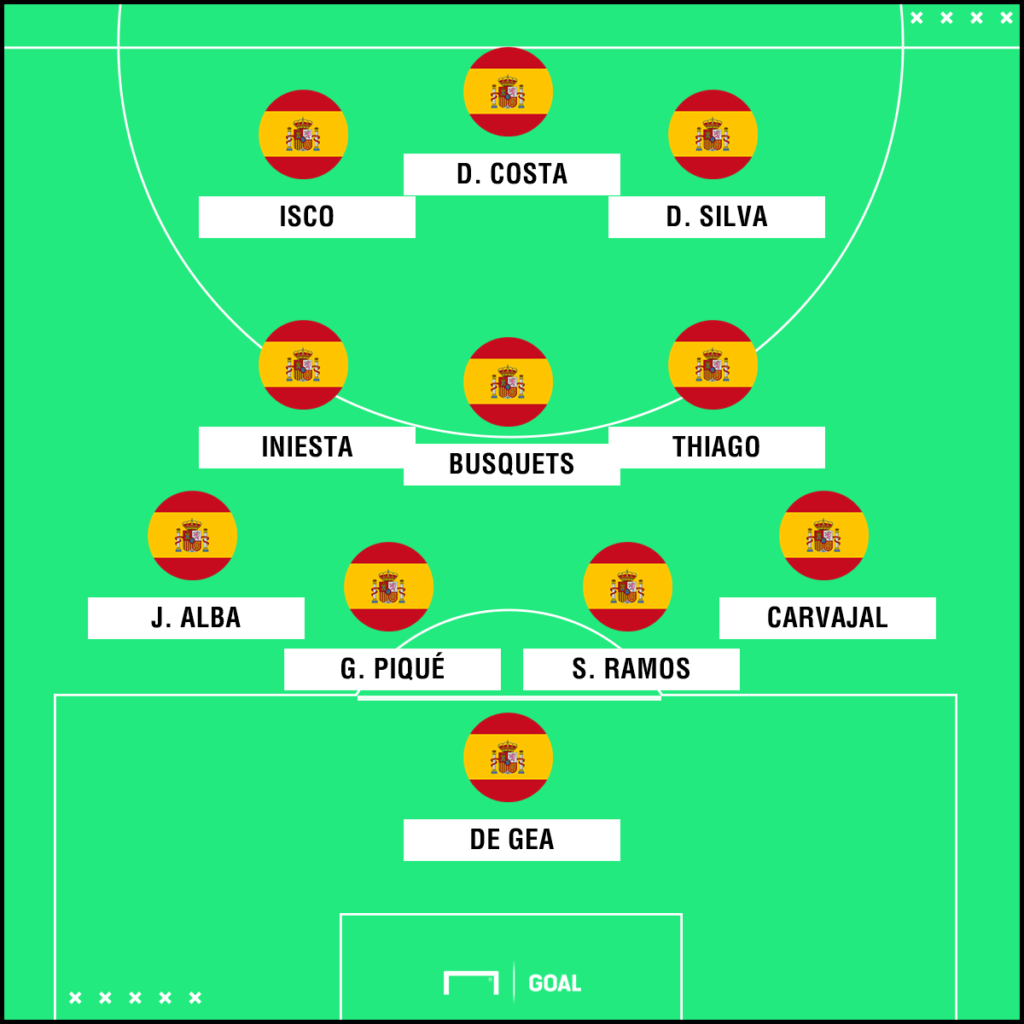 D. COSTA
ISCO
D. SILVA
INIESTA
BUSQUETS
THIAGO
J. ALBA
CARVAJAL
G. PIQUÉ
S. RAMOS
DE GEA
GOAL